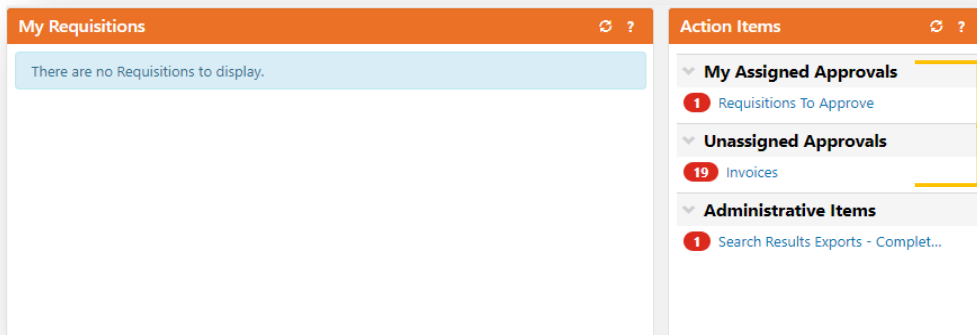 My Requisitions ?
There are no Requisitions to display.
Action Items ?
My Assigned Approvals
1 Requisitions To Approve
Unassigned Approvals
19 Invoices
Administrative Items
1 Search Results Exports - Complet...